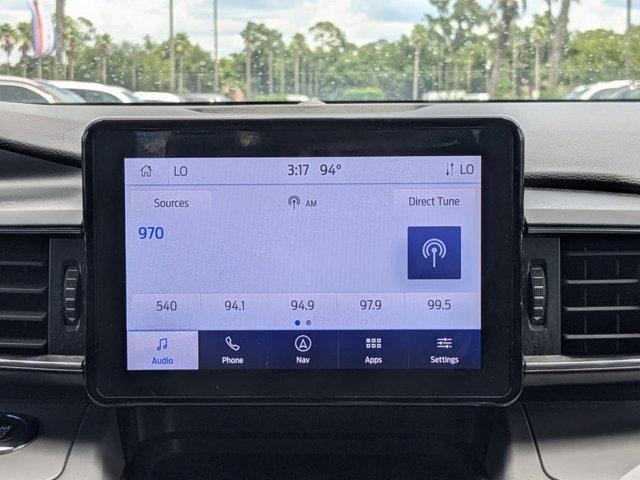 LO 3:17 94° LO
Sources AM Direct Tune
970
540 94.1 94.9 97.9 99.5
Audio Phone Nav Apps Settings